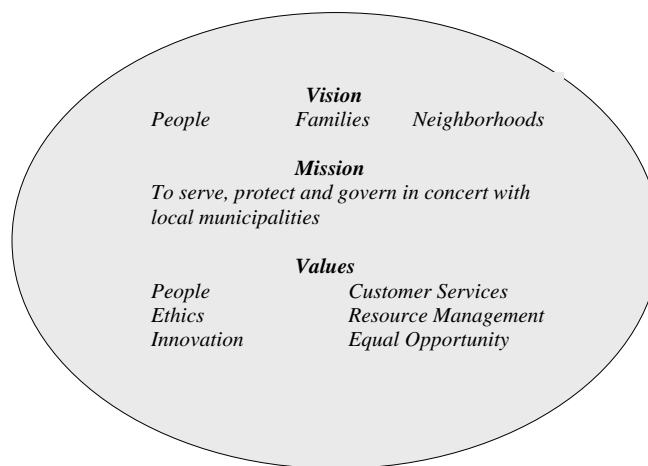 Vision
People Families Neighborhoods
Mission
To serve, protect and govern in concert with
local municipalities
Values
People Customer Services
Ethics Resource Management
Innovation Equal Opportunity